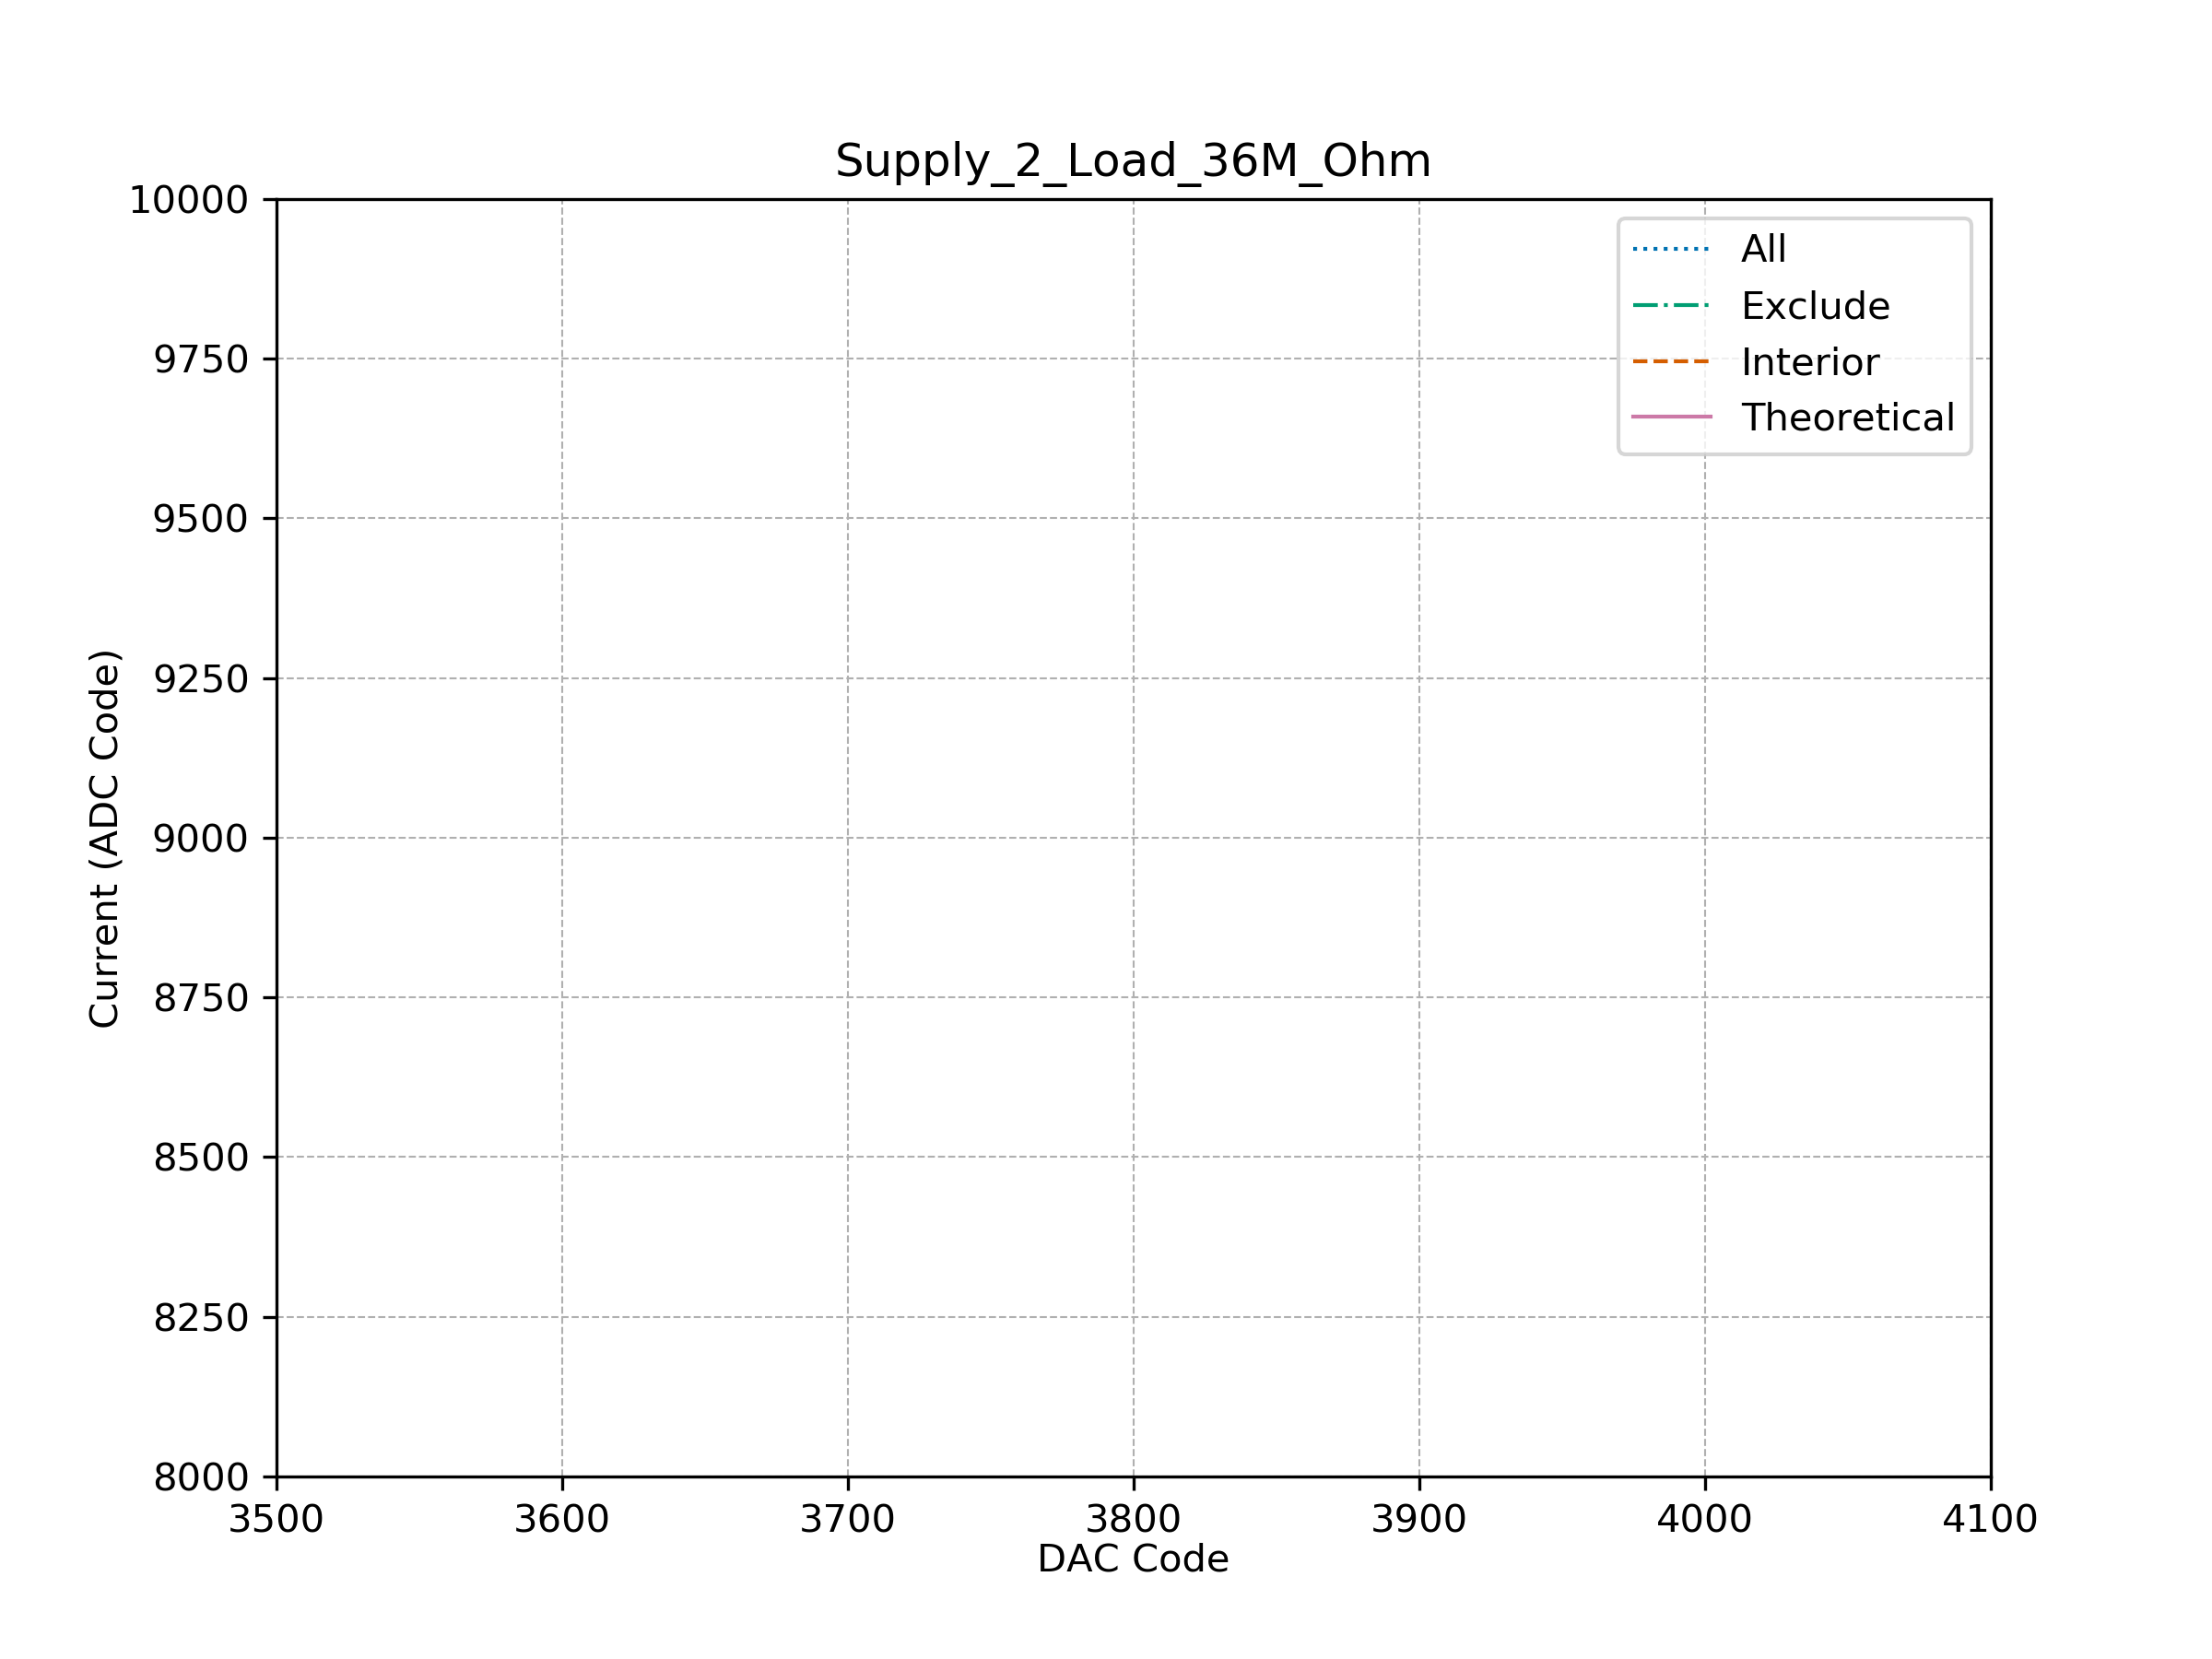 Supply_2_Load_36M_Ohm
10000
9750
9500
9250
9000
8750
8500
8250
8000
Current (ADC Code)
All
Exclude
Interior
Theoretical
3500 3600 3700 3800 3900 4000 4100
DAC Code